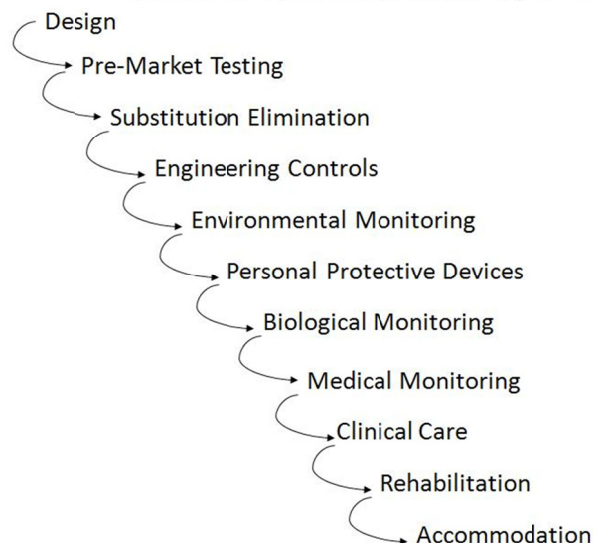 Design
Pre-Market Testing
Substitution Elimination
Engineering Controls
Environmental Monitoring
Personal Protective Devices
Biological Monitoring
Medical Monitoring
Clinical Care
Rehabilitation
Accommodation